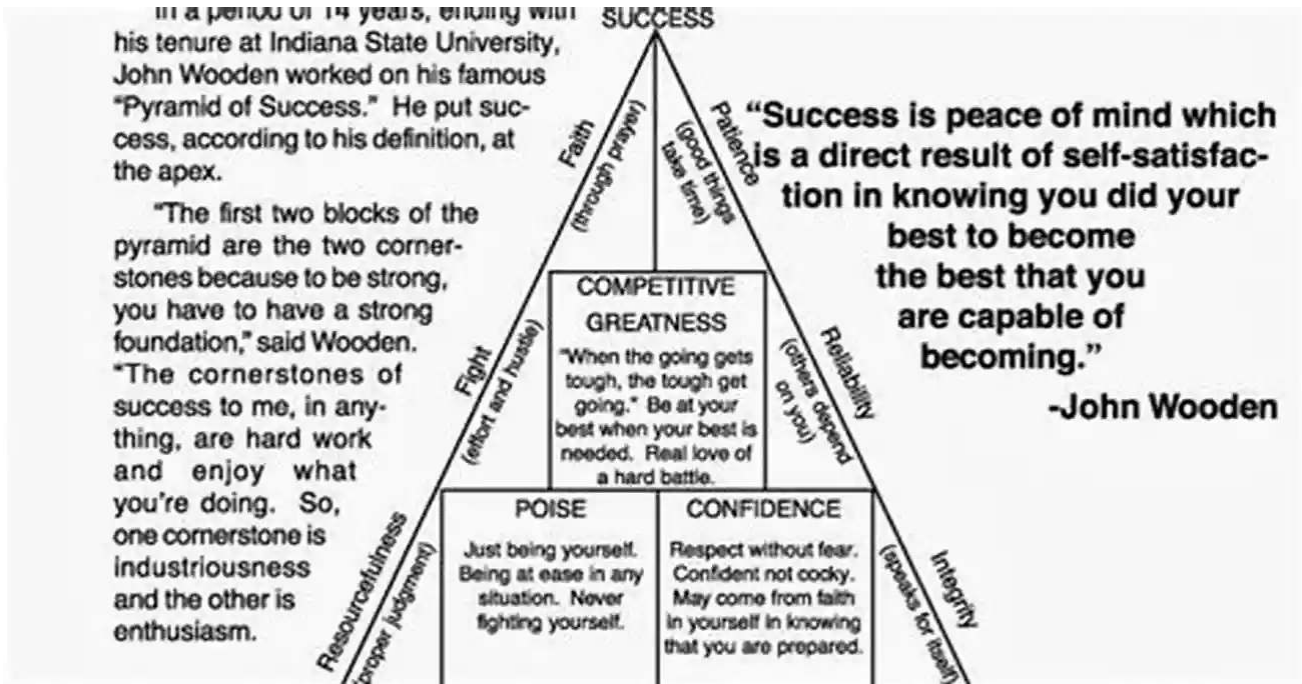 in a period of 14 years, ending with
his tenure at Indiana State University,
John Wooden worked on his famous
“Pyramid of Success.” He put suc-
cess, according to his definition, at
the apex.
“The first two blocks of the
pyramid are the two corner-
stones because to be strong,
you have to have a strong
foundation,” said Wooden.
“The cornerstones of
success to me, in any-
thing, are hard work
and enjoy what
you're doing. So,
one cornerstone is
industriousness
and the other is
enthusiasm.
SUCCESS
Faith
(through prayer)
Patience
(good things
take time)
Fight
(effort and hustle)
Reliability
(others depend
on you)
Resourcefulness
(proper judgment)
Integrity
(speaks for itself)
COMPETITIVE
GREATNESS
“When the going gets
tough, the tough get
going.” Be at your
best when your best is
needed. Real love of
a hard battle.
POISE
Just being yourself.
Being at ease in any
situation. Never
fighting yourself.
CONFIDENCE
Respect without fear.
Confident not cocky.
May come from faith
in yourself in knowing
that you are prepared.
“Success is peace of mind which
is a direct result of self-satisfac-
tion in knowing you did your
best to become
the best that you
are capable of
becoming.”
-John Wooden